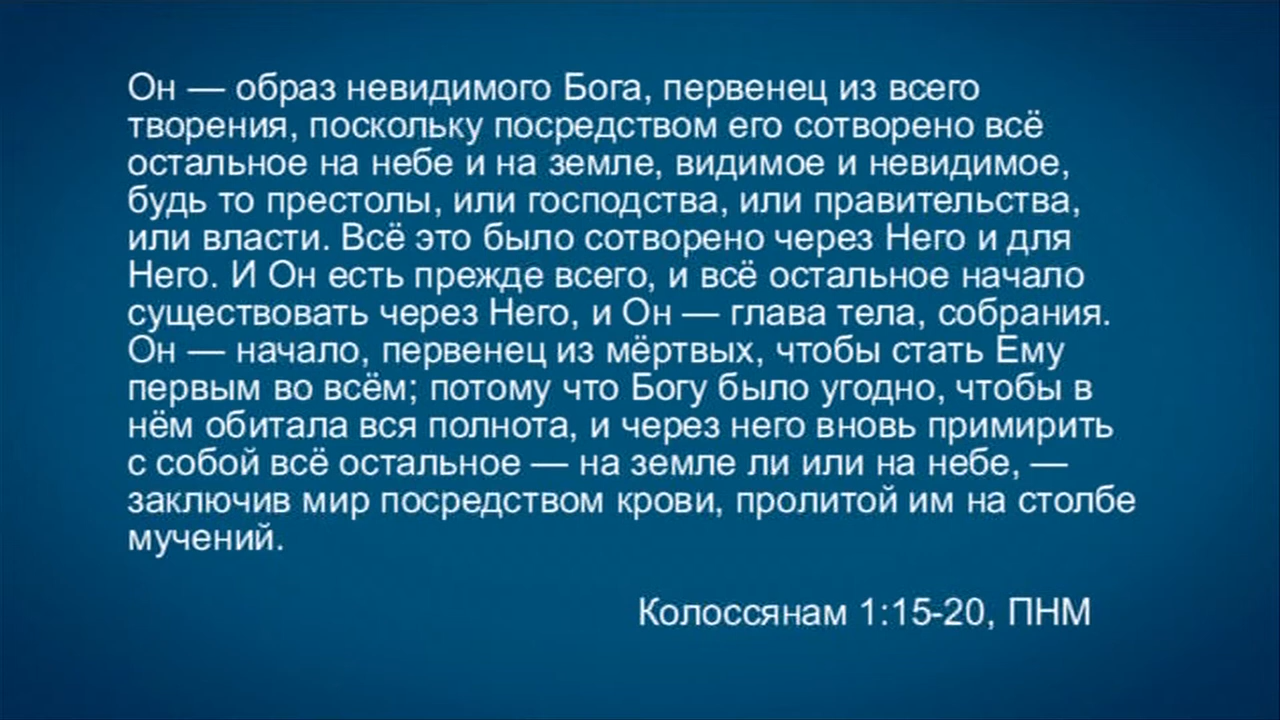 Он — образ невидимого Бога, первенец из всего
творения, поскольку посредством его сотворено всё
остальное на небе и на земле, видимое и невидимое,
будь то престолы, или господства, или правительства,
или власти. Всё это было сотворено через Него и для
Него. И Он есть прежде всего, и всё остальное начало
существовать через Него, и Он — глава тела, собрания.
Он — начало, первенец из мёртвых, чтобы стать Ему
первым во всём; потому что Богу было угодно, чтобы в
нём обитала вся полнота, и через него вновь примирить
с собой всё остальное — на земле ли или на небе, —
заключив мир посредством крови, пролитой им на столбе
мучений.
Колоссянам 1:15-20, ПНМ